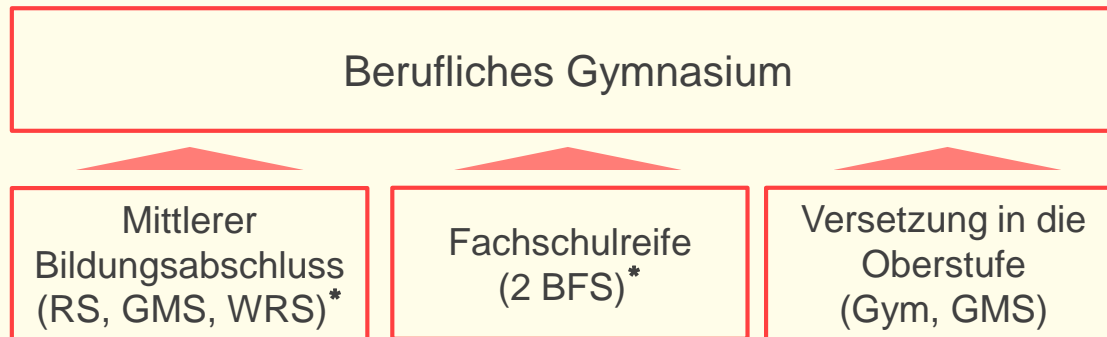 Berufliches Gymnasium
Mittlerer
Bildungsabschluss
(RS, GMS, WRS)*
Fachschulreife
(2 BFS)*
Versetzung in die
Oberstufe
(Gym, GMS)